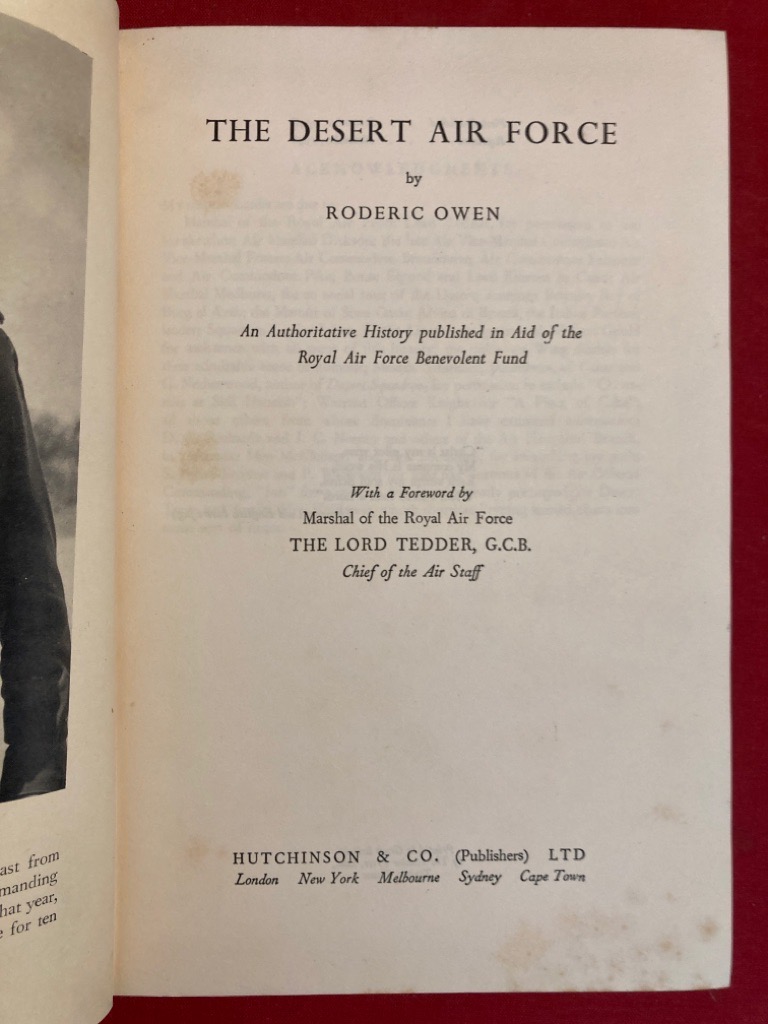 THE DESERT AIR FORCE
by
RODERIC OWEN
An Authoritative History published in Aid of the
Royal Air Force Benevolent Fund
With a Foreword by
Marshal of the Royal Air Force
THE LORD TEDDER, G.C.B.
Chief of the Air Staff
HUTCHINSON & CO. (Publishers) LTD
London New York Melbourne Sydney Cape Town
ast from
manding
hat year,
e for ten